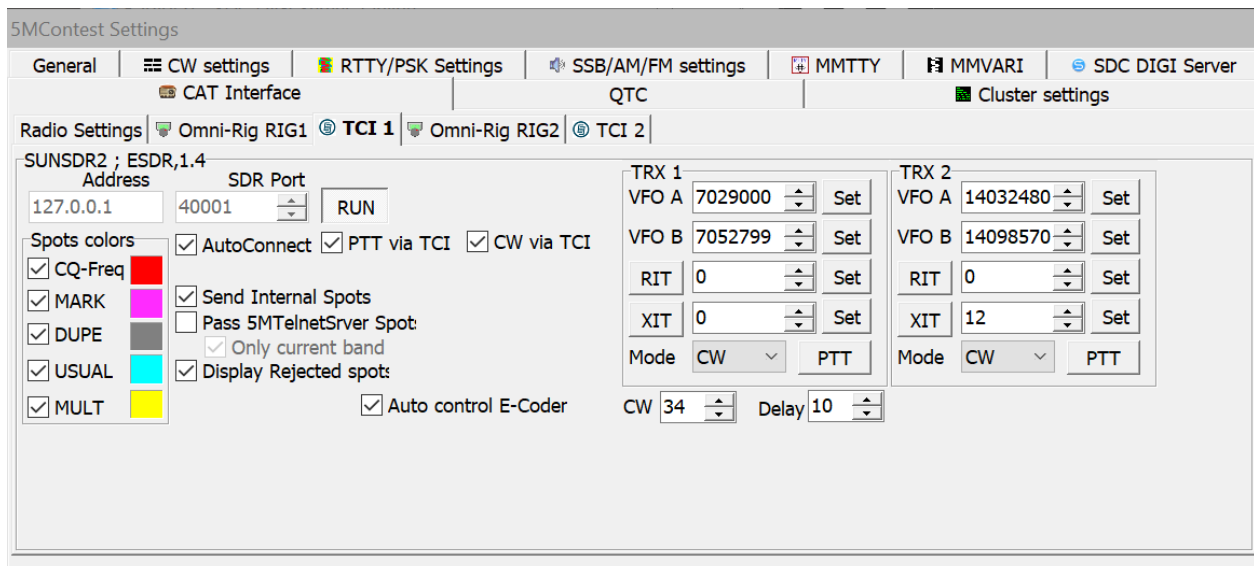 5MContest Settings
General CW settings RTTY/PSK Settings SSB/AM/FM settings MMTTY MMVARI SDC DIGI Server
CAT Interface QTC Cluster settings
Radio Settings Omni-Rig RIG1 TCI 1 Omni-Rig RIG2 TCI 2
SUNSDR2 ; ESDR,1.4
Address SDR Port
127.0.0.1 40001 RUN
Spots colors
CQ-Freq
MARK
DUPE
USUAL
MULT
AutoConnect PTT via TCI CW via TCI
Send Internal Spots
Pass 5MTelnetSrver Spot
Only current band
Display Rejected spots
Auto control E-Coder
TRX 1
VFO A 7029000 Set
VFO B 7052799 Set
RIT 0 Set
XIT 0 Set
Mode CW PTT
TRX 2
VFO A 14032480 Set
VFO B 14098570 Set
RIT 0 Set
XIT 12 Set
Mode CW PTT
CW 34 Delay 10